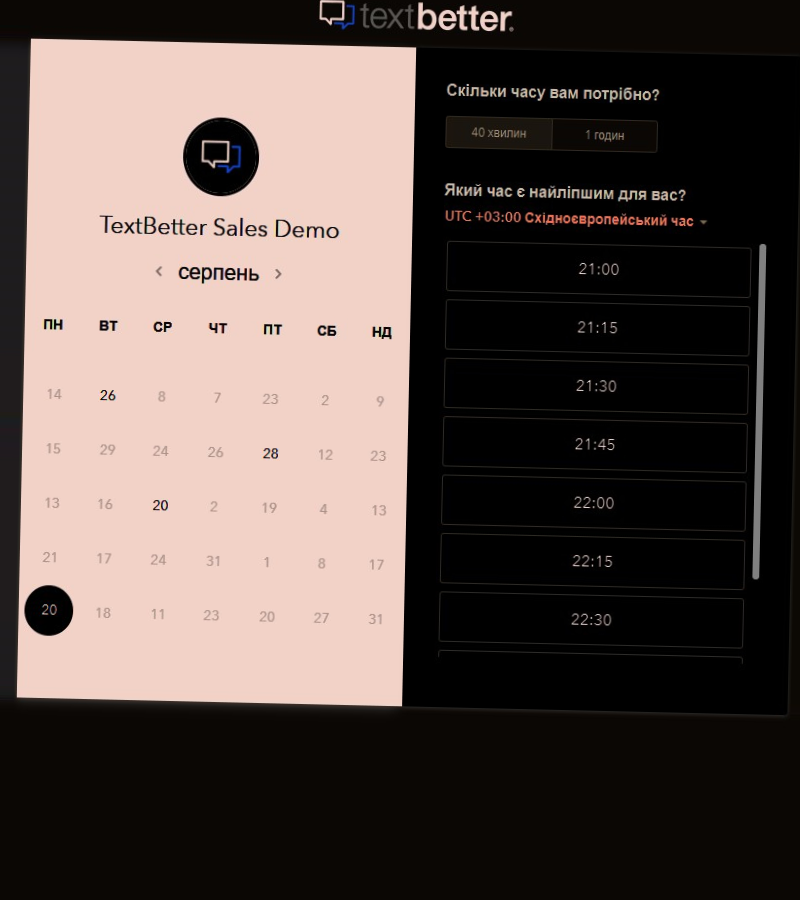 textbetter.
TextBetter Sales Demo
серпень
ПН ВТ СР ЧТ ПТ СБ НД
14 26 8 7 23 2 9
15 29 24 26 28 12 23
13 16 20 2 19 4 13
21 17 24 31 1 8 17
20 18 11 23 20 27 31
Скільки часу вам потрібно?
40 хвилин 1 годин
Який час є найліпшим для вас?
UTC +03:00 Східноєвропейський час
21:00
21:15
21:30
21:45
22:00
22:15
22:30